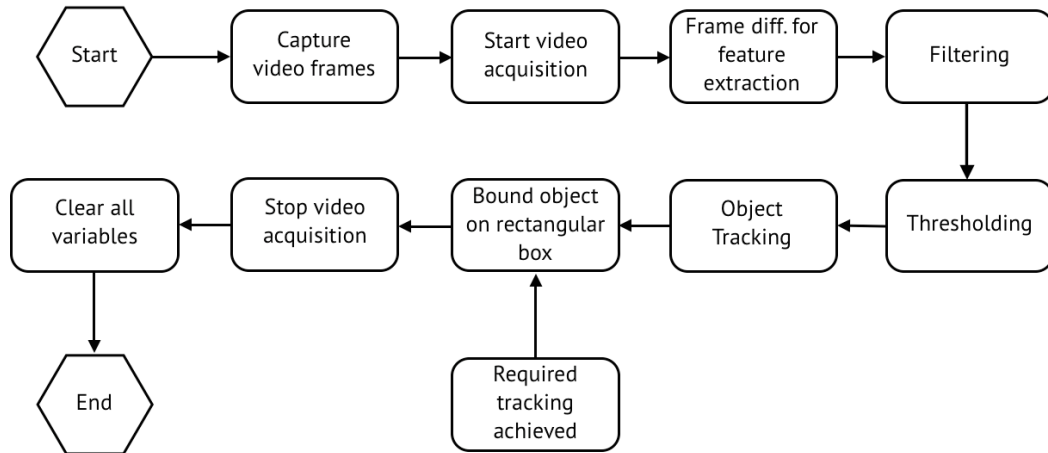 Start
Capture
video frames
Start video
acquisition
Frame diff. for
feature
extraction
Filtering
Clear all
variables
Stop video
acquisition
Bound object
on rectangular
box
Object
Tracking
Thresholding
End
Required
tracking
achieved